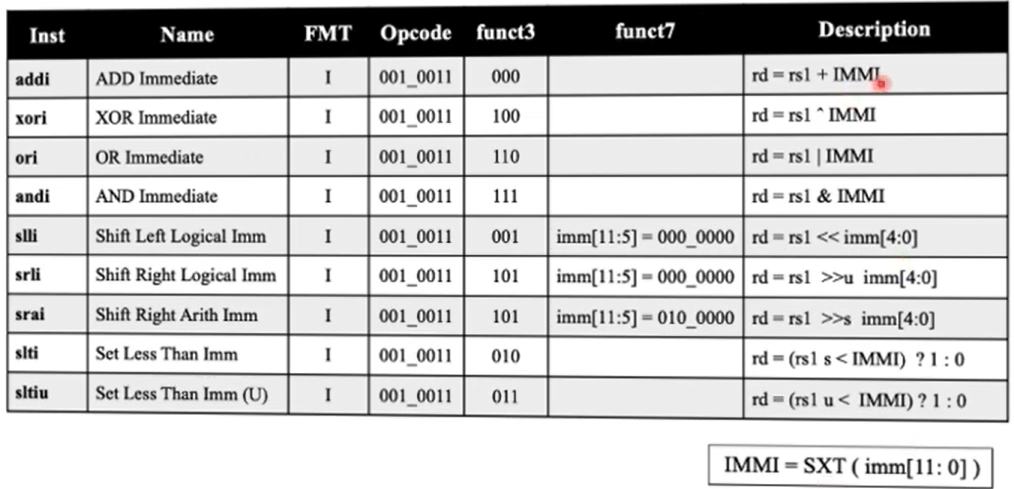 Inst Name FMT Opcode funct3 funct7 Description
addi ADD Immediate I 001_0011 000 rd = rs1 + IMMI
xori XOR Immediate I 001_0011 100 rd = rs1 ^ IMMI
ori OR Immediate I 001_0011 110 rd = rs1 | IMMI
andi AND Immediate I 001_0011 111 rd = rs1 & IMMI
slli Shift Left Logical Imm I 001_0011 001 imm[11:5] = 000_0000 rd = rs1 << imm[4:0]
srli Shift Right Logical Imm I 001_0011 101 imm[11:5] = 000_0000 rd = rs1 >>u imm[4:0]
srai Shift Right Arith Imm I 001_0011 101 imm[11:5] = 010_0000 rd = rs1 >>s imm[4:0]
slti Set Less Than Imm I 001_0011 010 rd = (rs1 s < IMMI) ? 1 : 0
sltiu Set Less Than Imm (U) I 001_0011 011 rd = (rs1 u < IMMI) ? 1 : 0
IMMI = SXT ( imm[11: 0] )